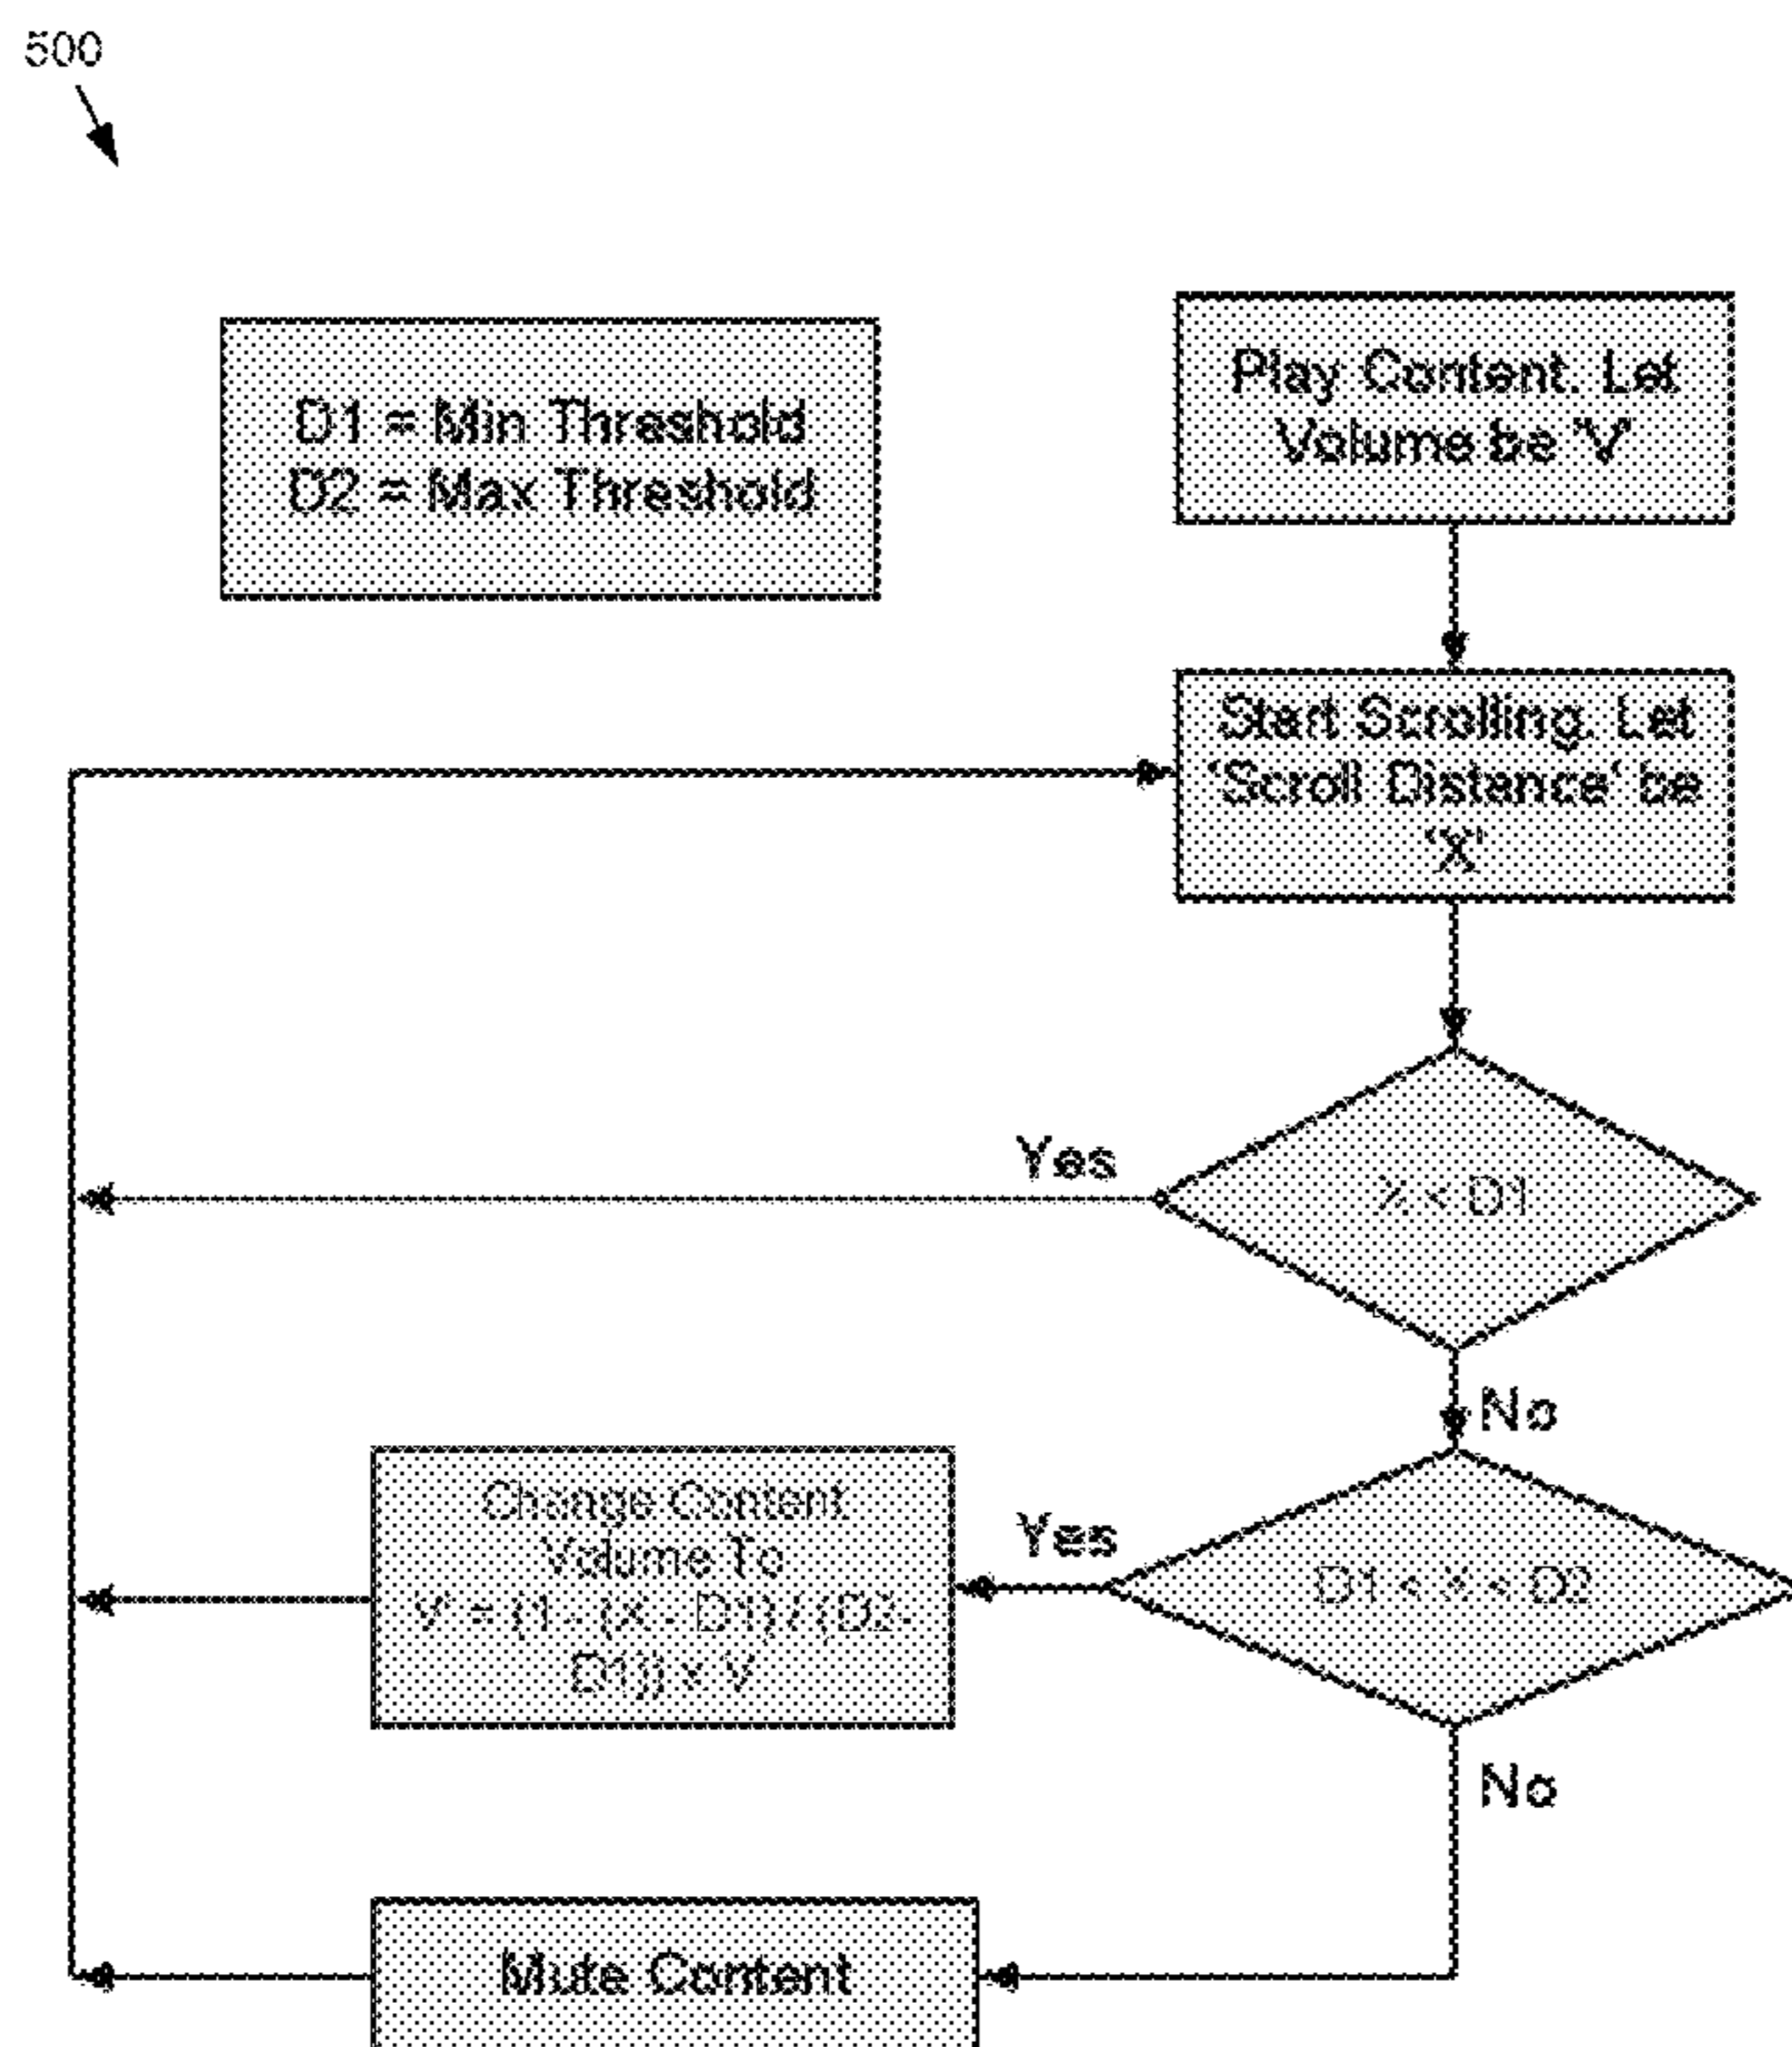 500
D1 = Min Threshold
D2 = Max Threshold
Play Content. Let
Volume be 'V'
Start Scrolling. Let
'Scroll Distance' be
'X'
Yes
X < D1
No
Change Content
Volume To
V' = (1 - (X - D1) / (D2-
D1)) x V
Yes
D1 < X < D2
No
Mute Content